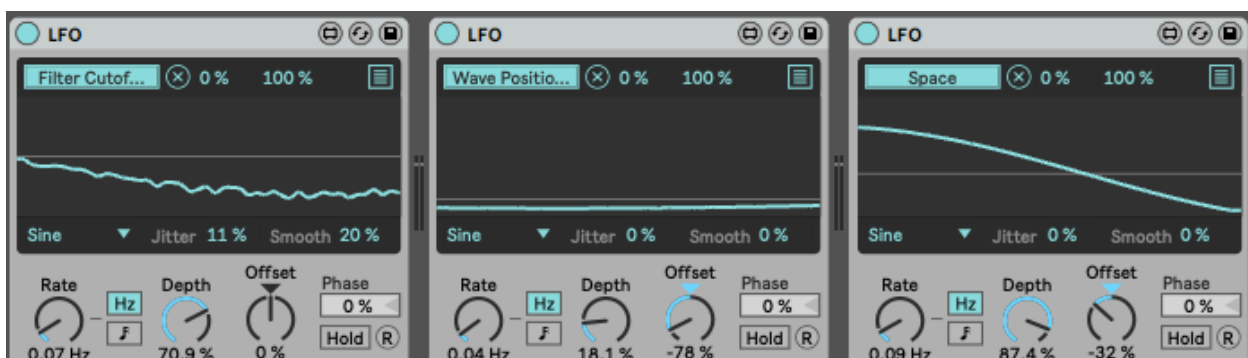 LFO
Filter Cutof... 0 % 100 %
Sine Jitter 11 % Smooth 20 %
Rate Hz Depth Offset Phase
0 %
Hold R
0.07 Hz 70.9 % 0 %
LFO
Wave Positio... 0 % 100 %
Sine Jitter 0 % Smooth 0 %
Rate Hz Depth Offset Phase
0 %
Hold R
0.04 Hz 18.1 % -78 %
LFO
Space 0 % 100 %
Sine Jitter 0 % Smooth 0 %
Rate Hz Depth Offset Phase
0 %
Hold R
0.09 Hz 87.4 % -32 %